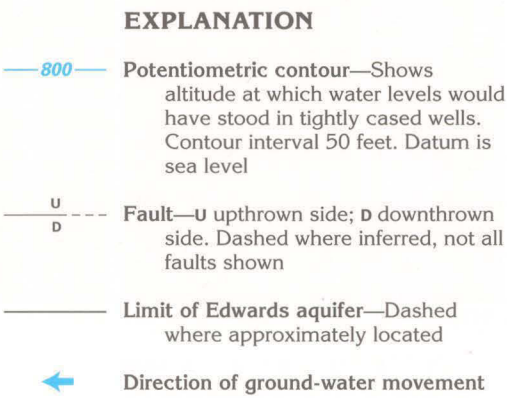 EXPLANATION
800 Potentiometric contour—Shows
altitude at which water levels would
have stood in tightly cased wells.
Contour interval 50 feet. Datum is
sea level
U
D
Fault—U upthrown side; D downthrown
side. Dashed where inferred, not all
faults shown
Limit of Edwards aquifer—Dashed
where approximately located
Direction of ground-water movement